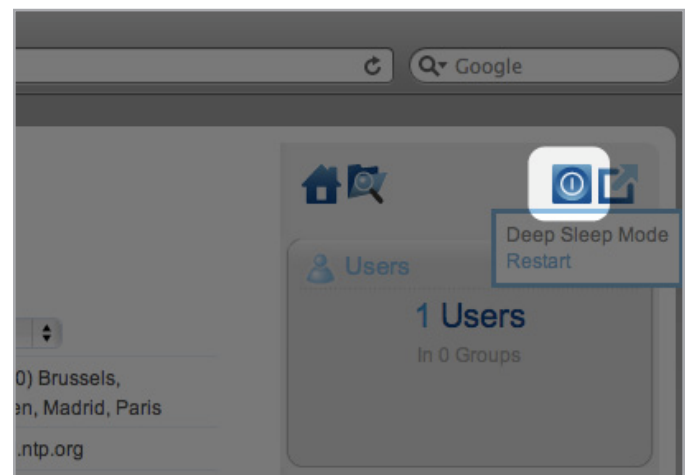 Google
Deep Sleep Mode
Restart
Users
1 Users
In 0 Groups
0) Brussels,
en, Madrid, Paris
.ntp.org